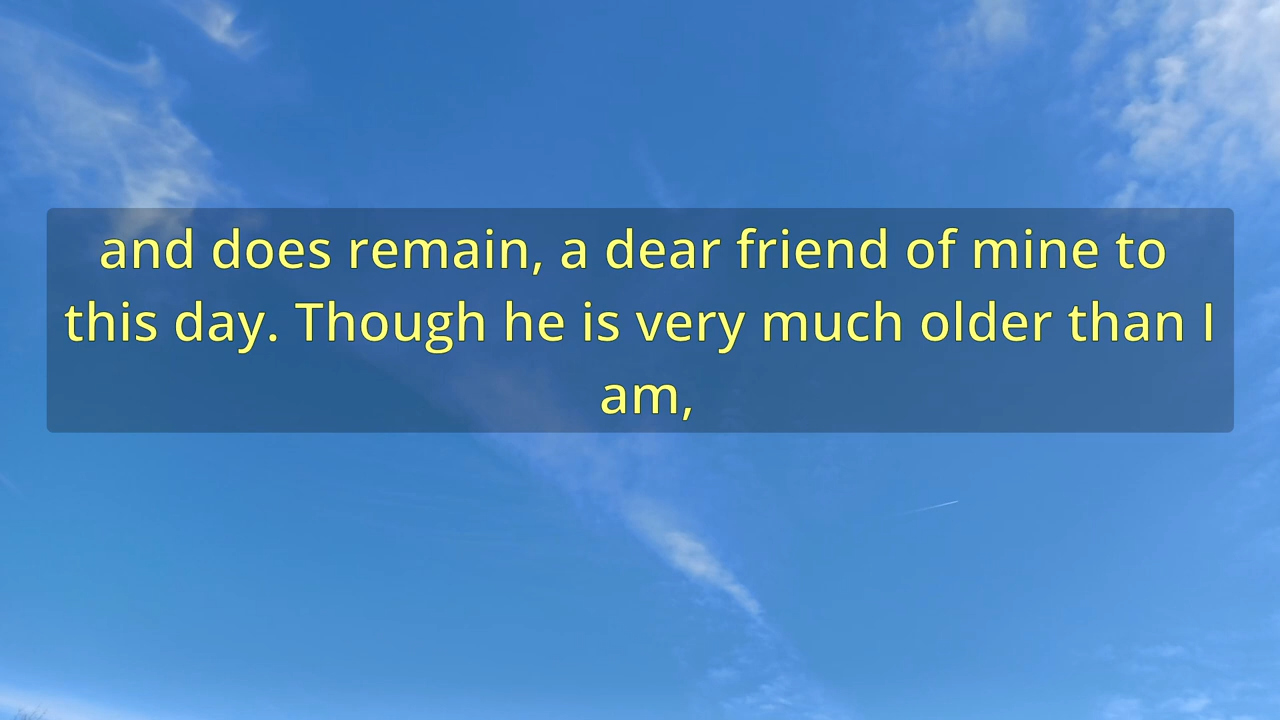 and does remain, a dear friend of mine to
this day. Though he is very much older than I
am,